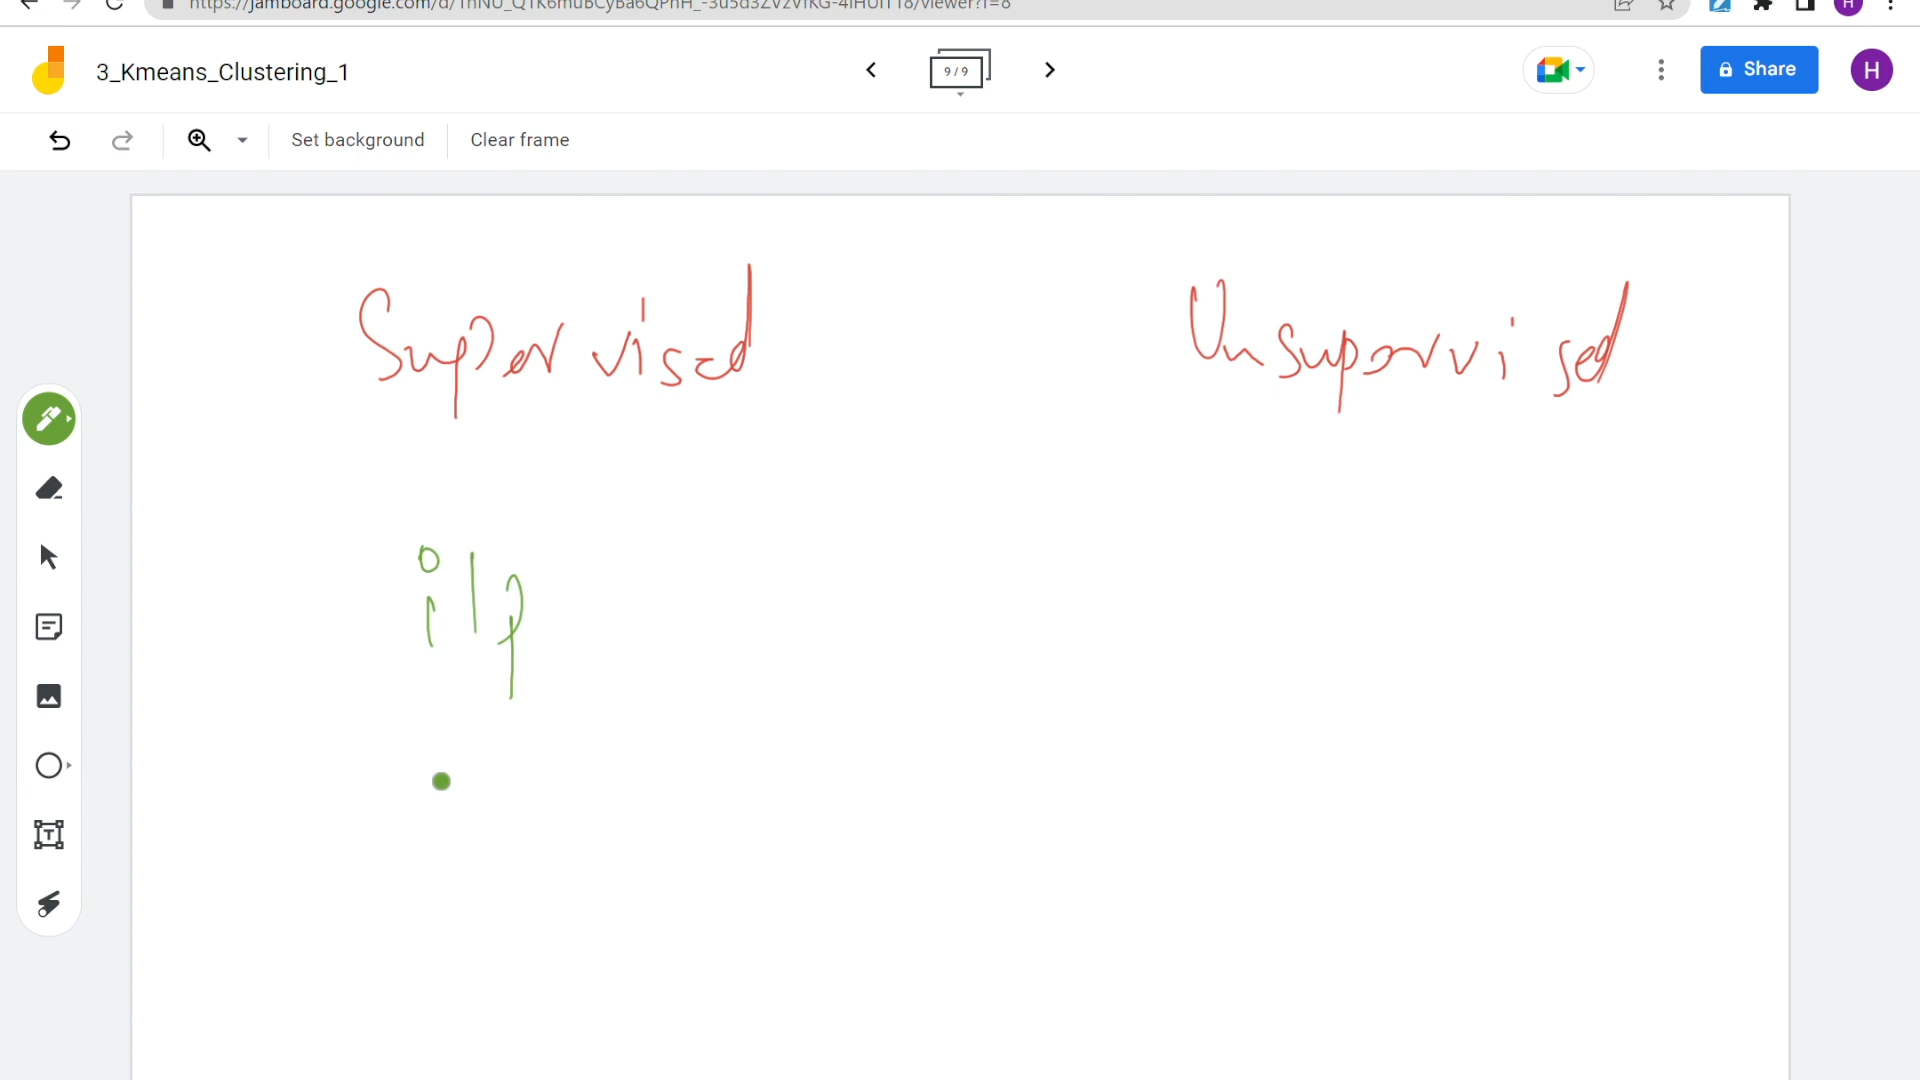 3_Kmeans_Clustering_1
9/9
Share
H
Set background
Clear frame
Supervised
Unsupervised
i/p